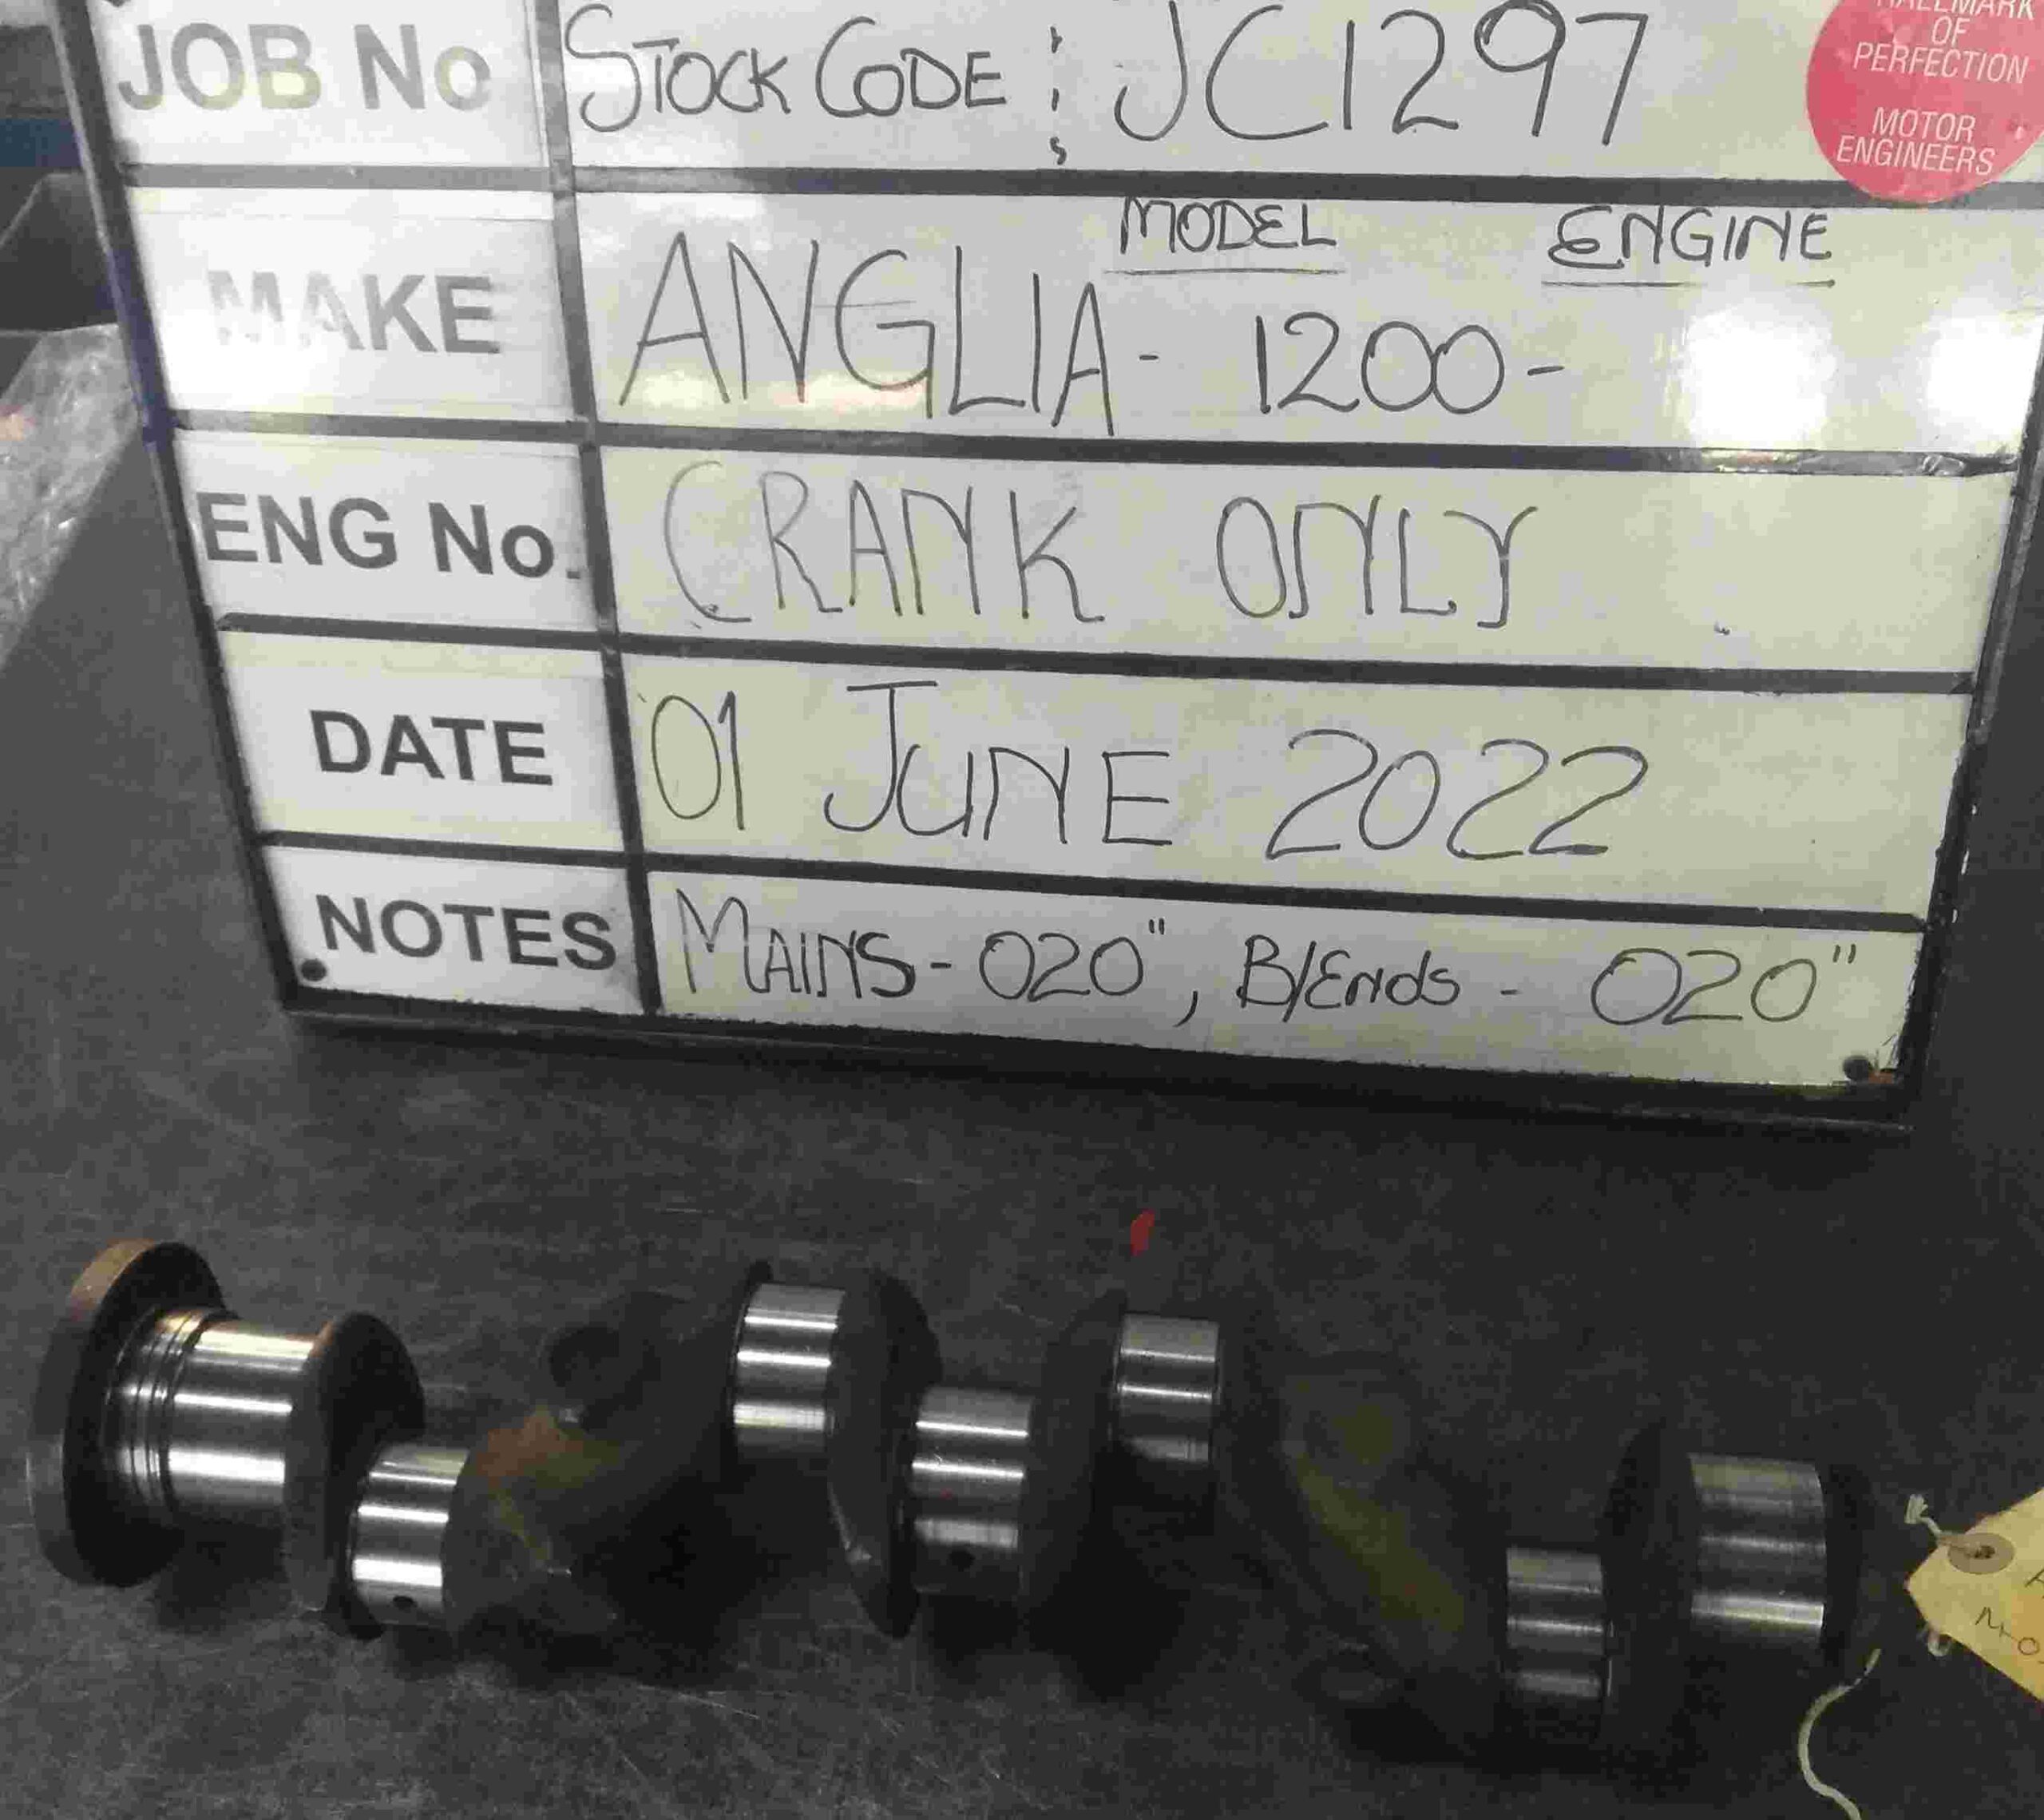 JOB No STOCK CODE : JC1297
HALLMARK
OF
PERFECTION
MOTOR
ENGINEERS
MODEL ENGINE
MAKE ANGLIA - 1200 -
ENG No. CRANK ONLY
DATE 01 JUNE 2022
NOTES MAINS - 020", B/Ends - 020"